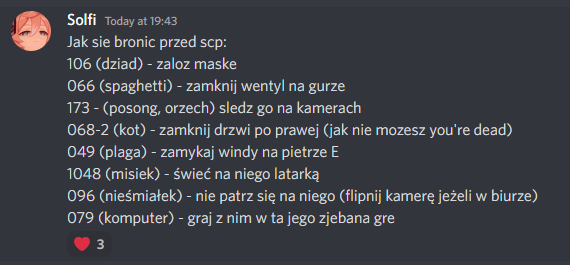 Solfi Today at 19:43
Jak sie bronic przed scp:
106 (dziad) - zaloz maske
066 (spaghetti) - zamknij wentyl na gurze
173 - (posong, orzech) sledz go na kamerach
068-2 (kot) - zamknij drzwi po prawej (jak nie mozesz you're dead)
049 (plaga) - zamykaj windy na pietrze E
1048 (misiek) - świeć na niego latarką
096 (nieśmiałek) - nie patrz się na niego (flipnij kamerę jeżeli w biurze)
079 (komputer) - graj z nim w ta jego zjebana gre
3